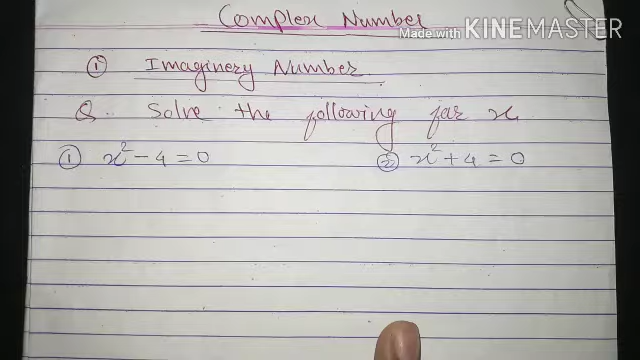 Complex Number
Made with KINEMASTER
① Imaginery Number
Q. Solve the following for x
① x² - 4 = 0
② x² + 4 = 0